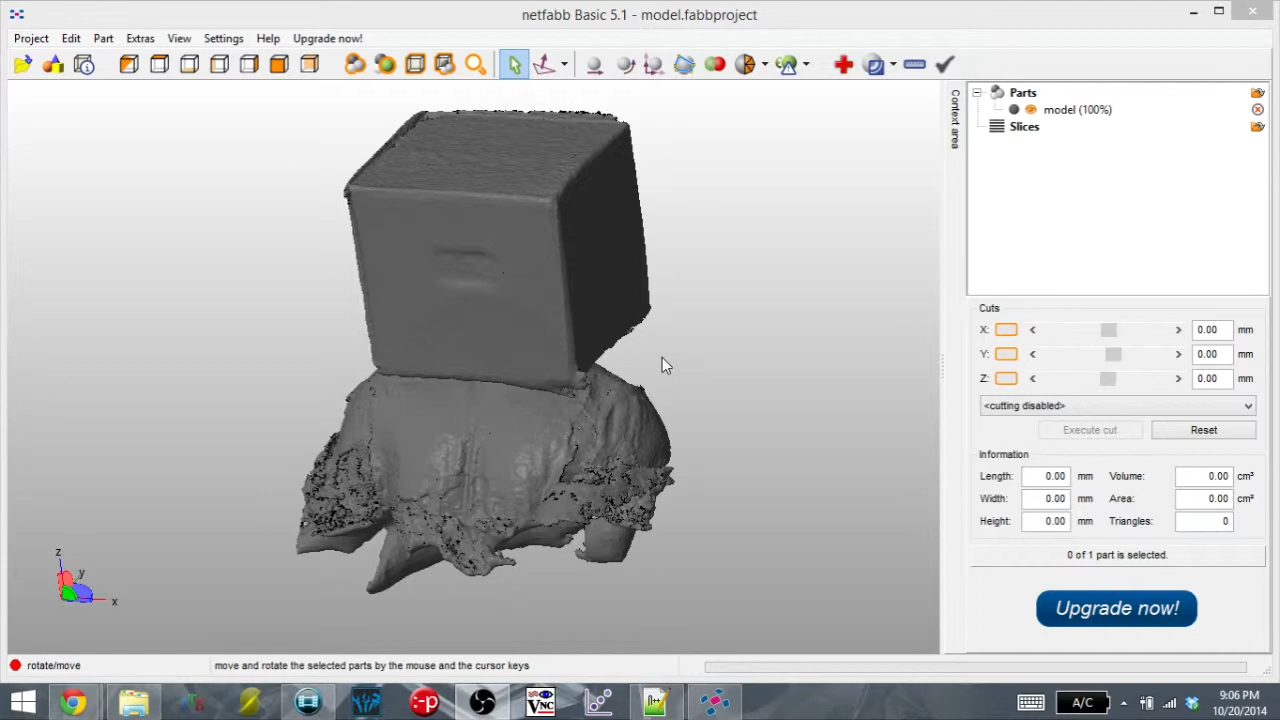 netfabb Basic 5.1 - model.fabbproject
Project Edit Part Extras View Settings Help Upgrade now!
Context area
Parts
model (100%)
Slices
Cuts
X: < > 0.00 mm
Y: < > 0.00 mm
Z: < > 0.00 mm
<cutting disabled>
Execute cut Reset
Information
Length: 0.00 mm Volume: 0.00 cm³
Width: 0.00 mm Area: 0.00 cm²
Height: 0.00 mm Triangles: 0
0 of 1 part is selected.
Upgrade now!
z
y
x
rotate/move move and rotate the selected parts by the mouse and the cursor keys
A/C
9:06 PM
10/20/2014